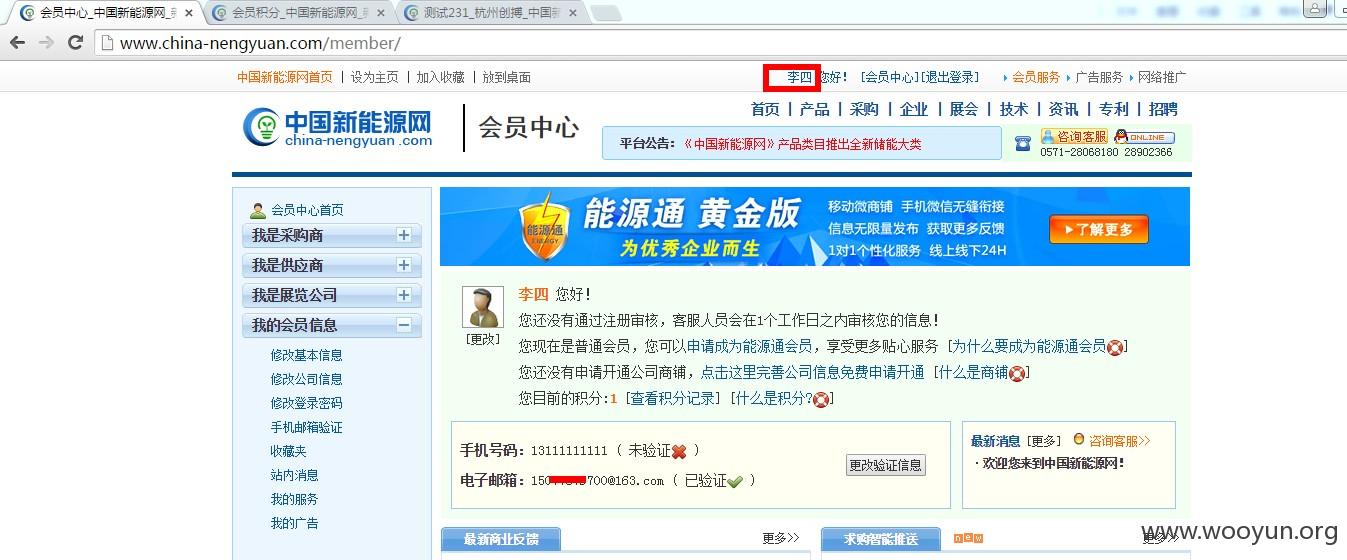 会员中心_中国新能源网_新
会员积分_中国新能源网_新
测试231_杭州创搏_中国新
www.china-nengyuan.com/member/
中国新能源网首页 | 设为主页 | 加入收藏 | 放到桌面
李四 您好! [会员中心][退出登录] 会员服务 广告服务 网络推广
中国新能源网
china-nengyuan.com
会员中心
首页 | 产品 | 采购 | 企业 | 展会 | 技术 | 资讯 | 专利 | 招聘
平台公告：《中国新能源网》产品类目推出全新储能大类
咨询客服 ONLINE
0571-28068180 28902366
会员中心首页
我是采购商
我是供应商
我是展览公司
我的会员信息
修改基本信息
修改公司信息
修改登录密码
手机邮箱验证
收藏夹
站内消息
我的服务
我的广告
能源通
ENERGY
能源通 黄金版
为优秀企业而生
移动微商铺 手机微信无缝衔接
信息无限量发布 获取更多反馈
1对1个性化服务 线上线下24H
了解更多
李四 您好!
[更改]
您还没有通过注册审核，客服人员会在1个工作日之内审核您的信息!
您现在是普通会员，您可以申请成为能源通会员，享受更多贴心服务 [为什么要成为能源通会员]
您还没有申请开通公司商铺，点击这里完善公司信息免费申请开通 [什么是商铺]
您目前的积分:1 [查看积分记录] [什么是积分?]
手机号码：13111111111 ( 未验证 )
电子邮箱：150 700@163.com ( 已验证 )
更改验证信息
最新消息 [更多] 咨询客服>>
·欢迎您来到中国新能源网!
最新商业反馈 更多>>
求购智能推送 new 更多>>
www.wooyun.org